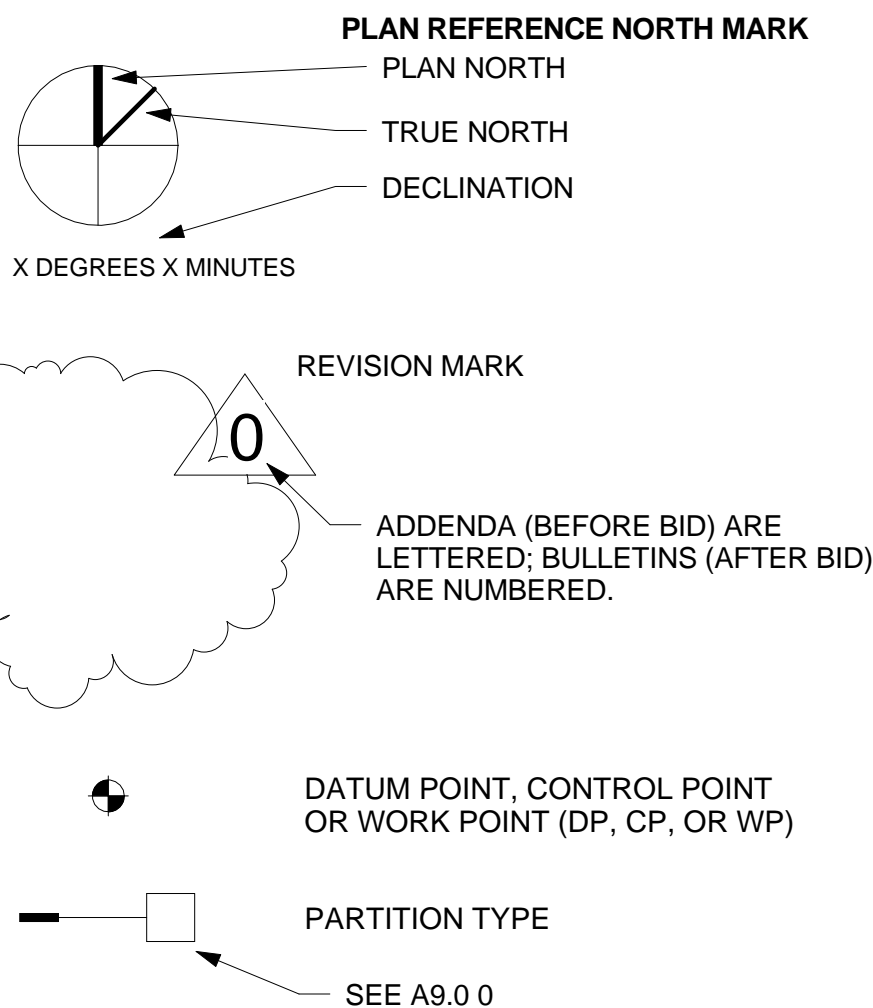 PLAN REFERENCE NORTH MARK
PLAN NORTH
TRUE NORTH
DECLINATION
X DEGREES X MINUTES
REVISION MARK
0
ADDENDA (BEFORE BID) ARE
LETTERED; BULLETINS (AFTER BID)
ARE NUMBERED.
DATUM POINT, CONTROL POINT
OR WORK POINT (DP, CP, OR WP)
PARTITION TYPE
SEE A9.0 0